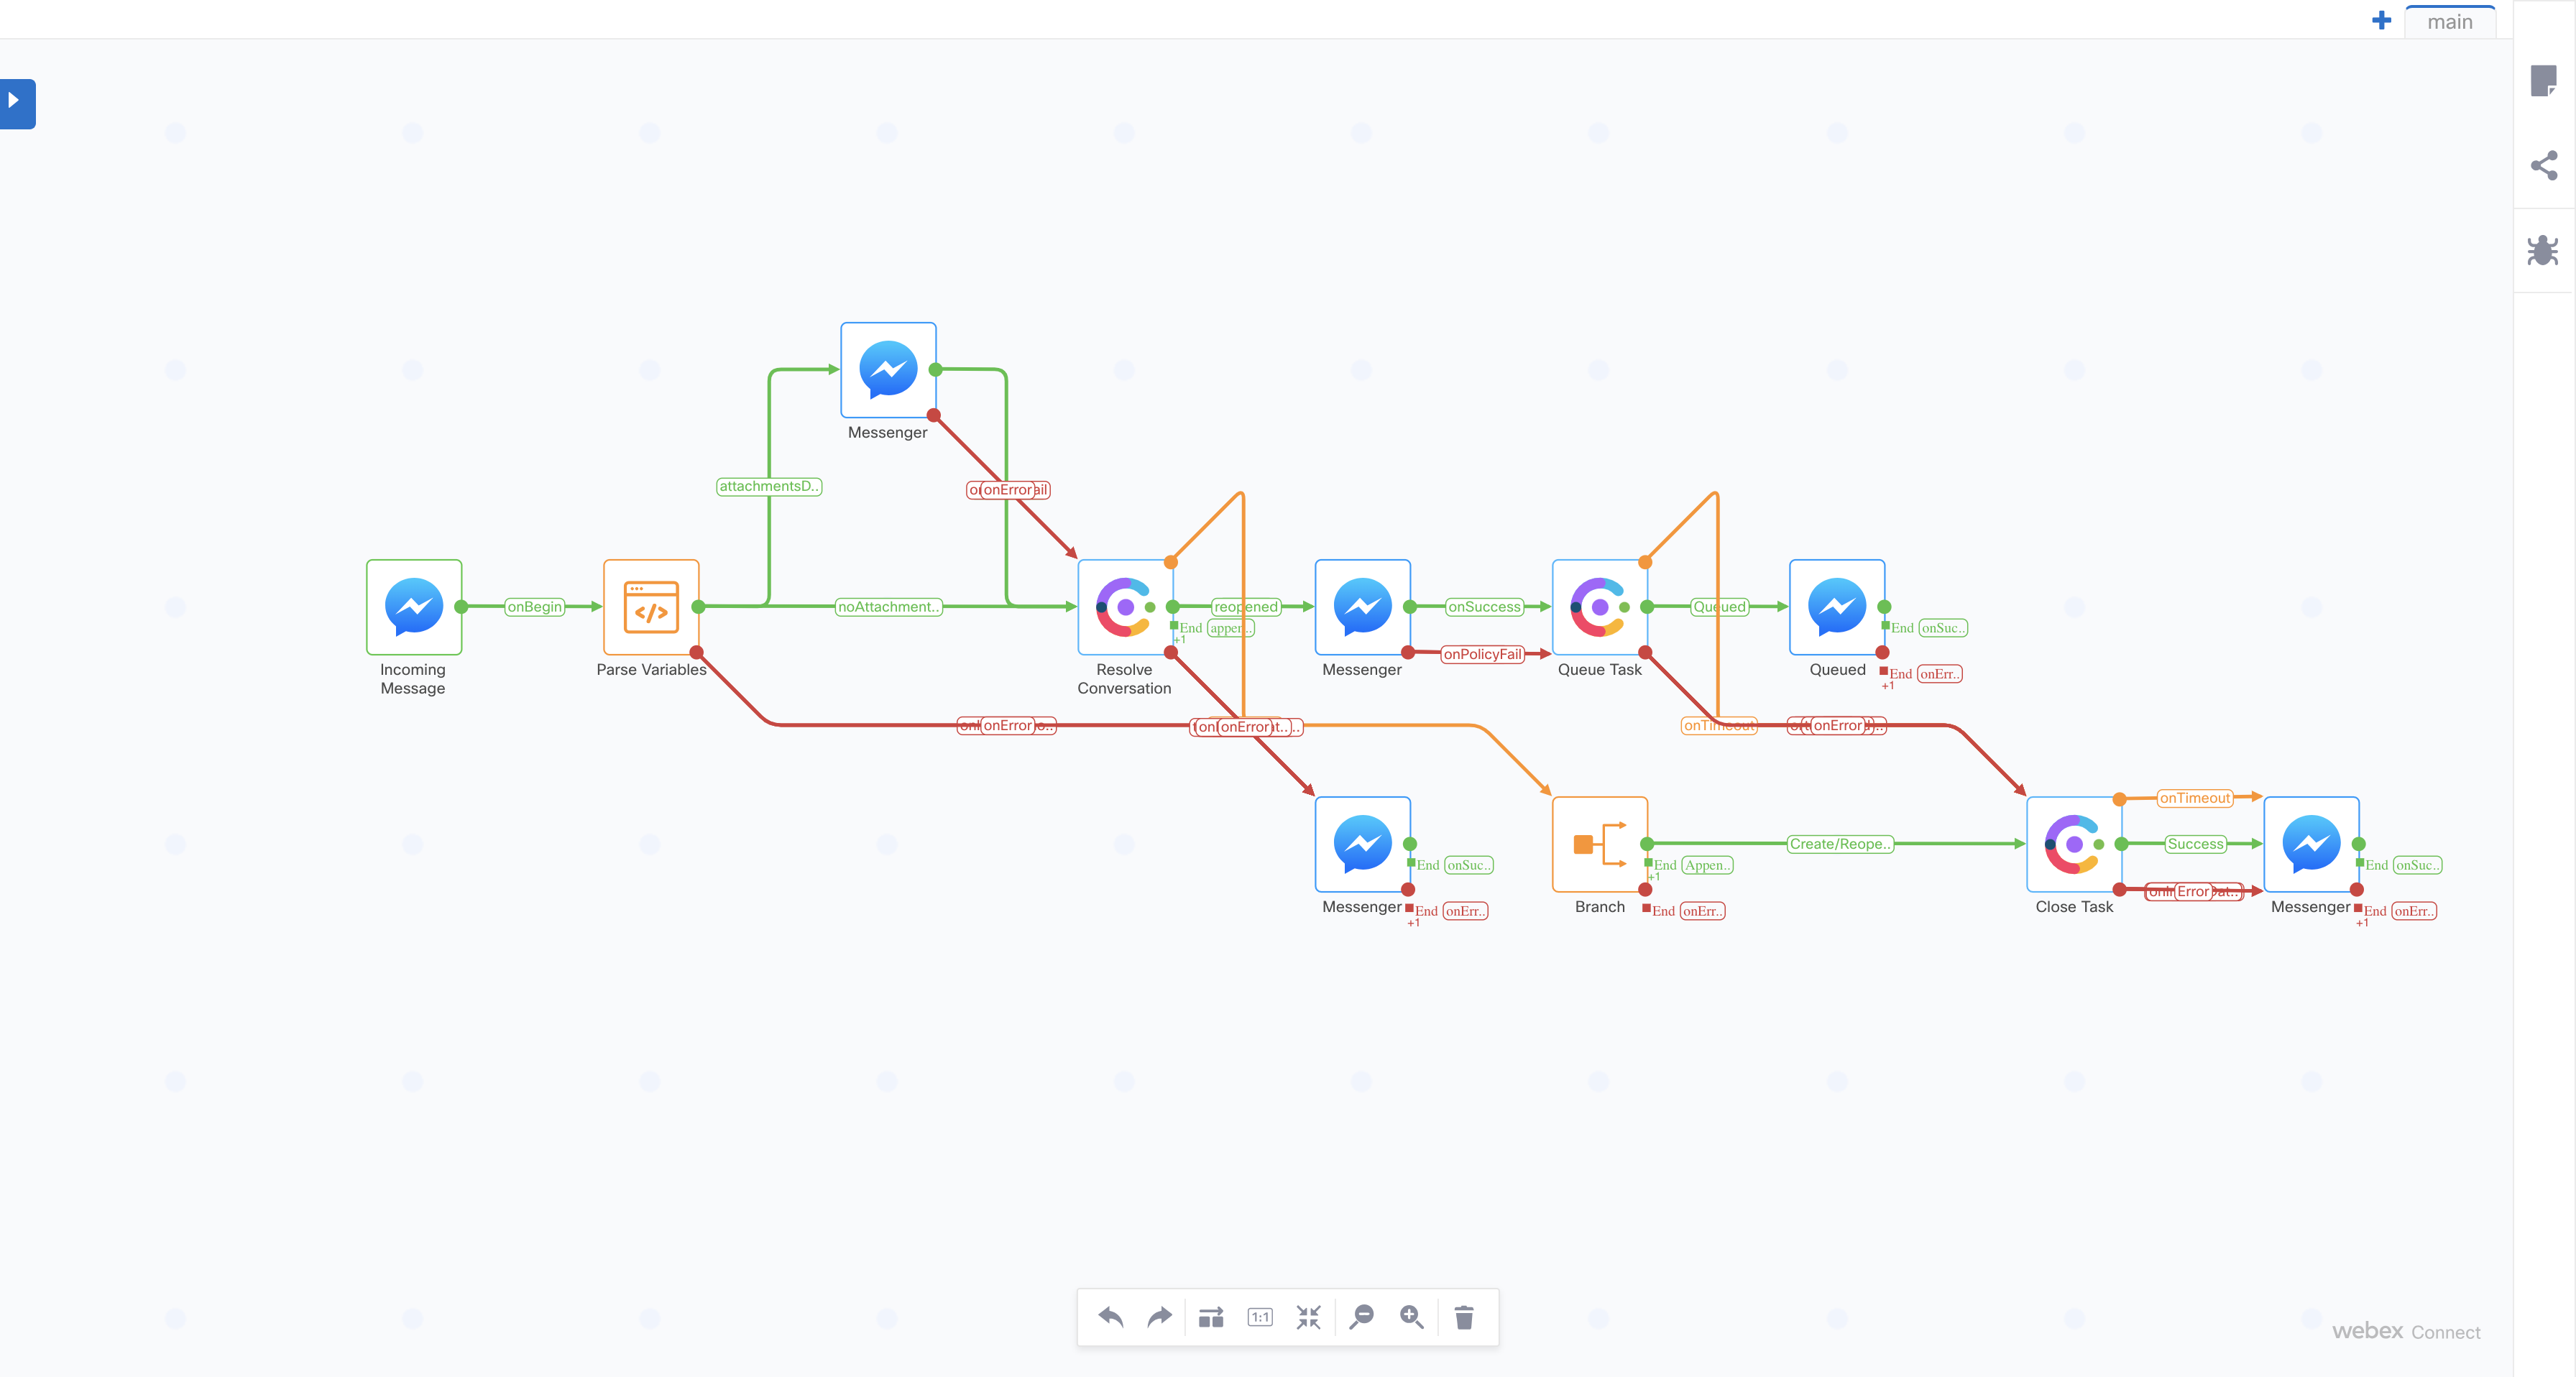 main
Messenger
attachmentsD..
onError
ail
onBegin
noAttachment..
reopened
End appen..
+1
onSuccess
onPolicyFail
Queued
End onSuc..
End onErr..
+1
Incoming
Message
Parse Variables
Resolve
Conversation
Messenger
Queue Task
Queued
onError
o..
onError
t..
..
onTimeout
onError
onTimeout
Create/Reope..
Success
Error
at..
End onSuc..
End onErr..
+1
End Appen..
+1
End onErr..
End onSuc..
End onErr..
+1
Messenger
Branch
Close Task
Messenger
1:1
webex Connect